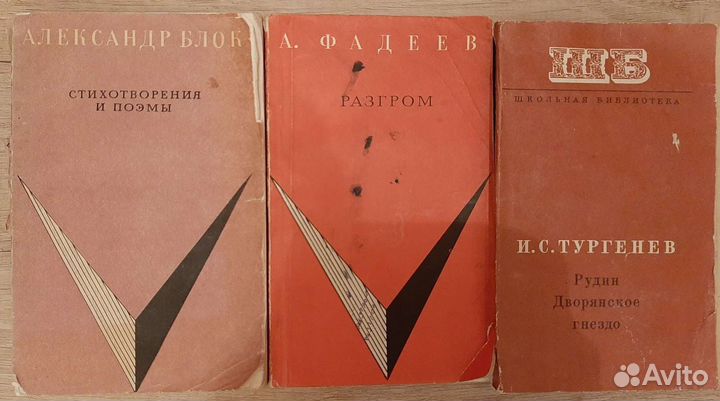 АЛЕКСАНДР БЛОК
СТИХОТВОРЕНИЯ
И ПОЭМЫ
А. ФАДЕЕВ
РАЗГРОМ
ШБ
ШКОЛЬНАЯ БИБЛИОТЕКА
И.С.ТУРГЕНЕВ
Рудин
Дворянское
гнездо
Avito